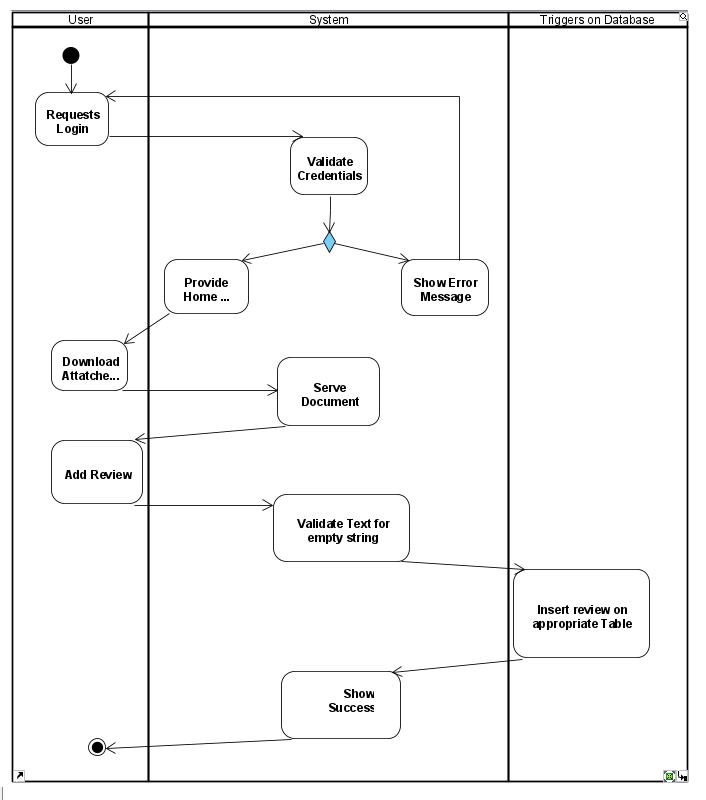 User
System
Triggers on Database
Requests
Login
Validate
Credentials
Provide
Home ...
Show Error
Message
Download
Attatche...
Serve
Document
Add Review
Validate Text for
empty string
Insert review on
appropriate Table
Show
Success